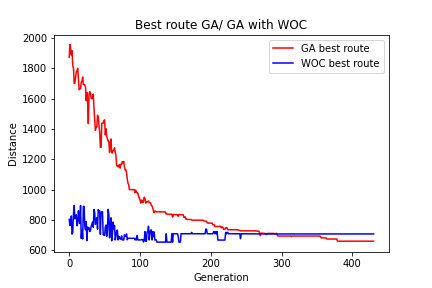 Best route GA/ GA with WOC
GA best route
WOC best route
2000
1800
1600
1400
1200
1000
800
600
Distance
0
100
200
300
400
Generation